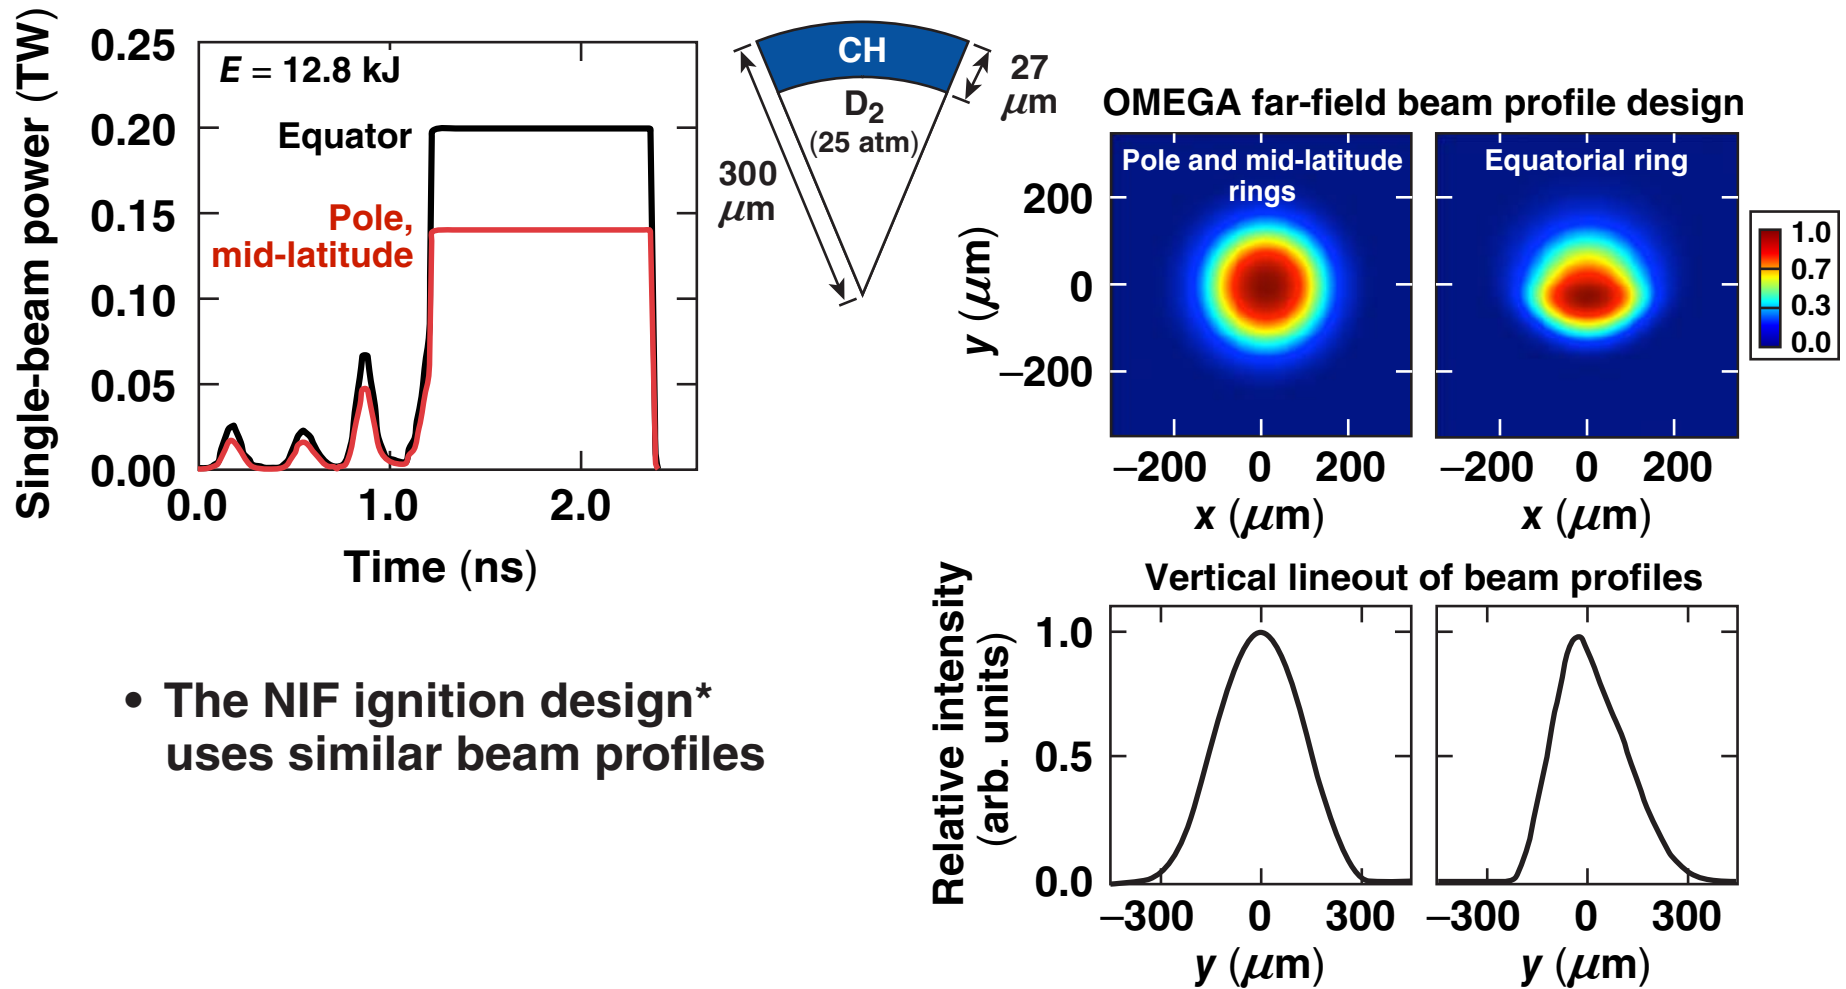 Single-beam power (TW)
0.25
0.20
0.15
0.10
0.05
0.00
E = 12.8 kJ
Equator
Pole,
mid-latitude
0.0 1.0 2.0
Time (ns)
CH
D2
(25 atm)
300
μm
27
μm
OMEGA far-field beam profile design
Pole and mid-latitude
rings
Equatorial ring
y (μm)
200
0
–200
–200 0 200
–200 0 200
x (μm)
x (μm)
1.0
0.7
0.3
0.0
• The NIF ignition design*
uses similar beam profiles
Vertical lineout of beam profiles
Relative intensity
(arb. units)
1.0
0.5
0.0
–300 0 300
–300 0 300
y (μm)
y (μm)